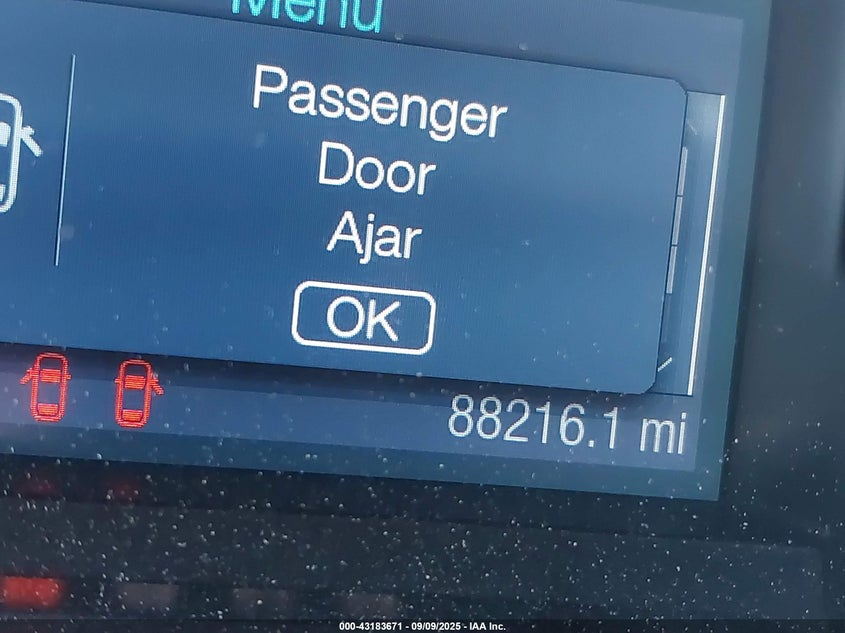 Menu
Passenger
Door
Ajar
OK
88216.1 mi
000-43183671 - 09/09/2025 - IAA Inc.